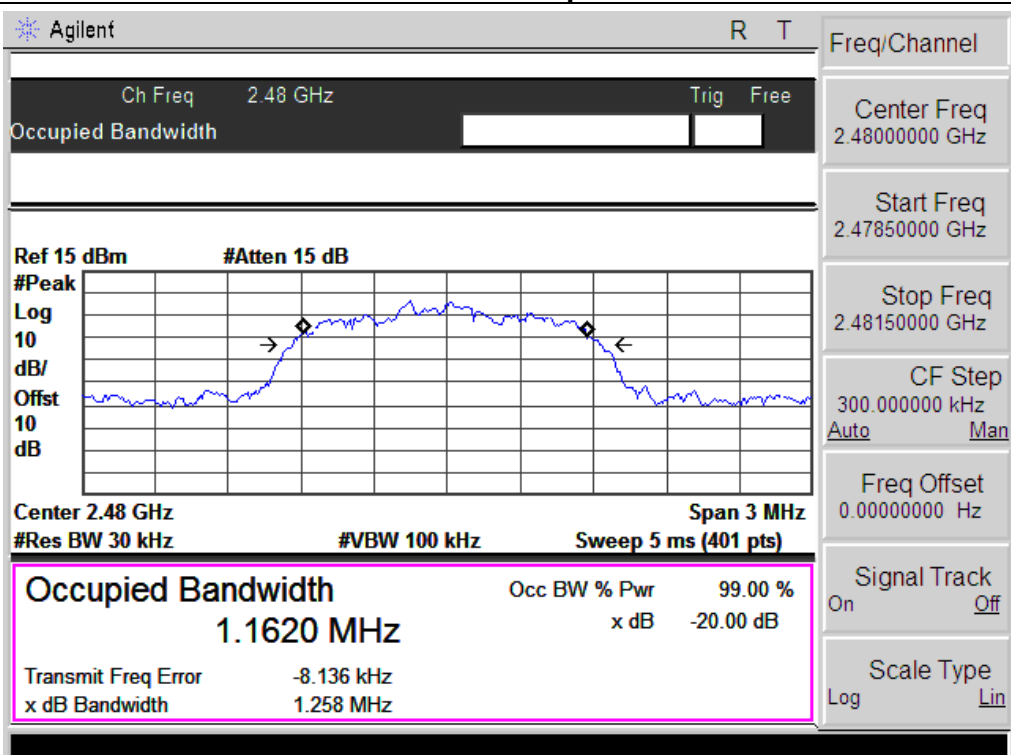 Agilent R T
Ch Freq 2.48 GHz Trig Free
Occupied Bandwidth
Ref 15 dBm #Atten 15 dB
#Peak
Log
10
dB/
Offst
10
dB
Center 2.48 GHz Span 3 MHz
#Res BW 30 kHz #VBW 100 kHz Sweep 5 ms (401 pts)
Occupied Bandwidth Occ BW % Pwr 99.00 %
1.1620 MHz x dB -20.00 dB
Transmit Freq Error -8.136 kHz
x dB Bandwidth 1.258 MHz
Freq/Channel
Center Freq
2.48000000 GHz
Start Freq
2.47850000 GHz
Stop Freq
2.48150000 GHz
CF Step
300.000000 kHz
Auto Man
Freq Offset
0.00000000 Hz
Signal Track
On Off
Scale Type
Log Lin